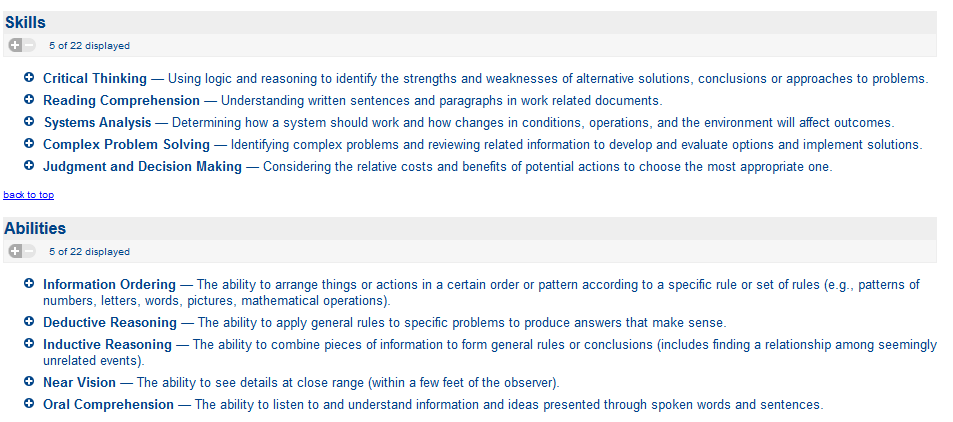 Skills
5 of 22 displayed
Critical Thinking — Using logic and reasoning to identify the strengths and weaknesses of alternative solutions, conclusions or approaches to problems.
Reading Comprehension — Understanding written sentences and paragraphs in work related documents.
Systems Analysis — Determining how a system should work and how changes in conditions, operations, and the environment will affect outcomes.
Complex Problem Solving — Identifying complex problems and reviewing related information to develop and evaluate options and implement solutions.
Judgment and Decision Making — Considering the relative costs and benefits of potential actions to choose the most appropriate one.
back to top
Abilities
5 of 22 displayed
Information Ordering — The ability to arrange things or actions in a certain order or pattern according to a specific rule or set of rules (e.g., patterns of
numbers, letters, words, pictures, mathematical operations).
Deductive Reasoning — The ability to apply general rules to specific problems to produce answers that make sense.
Inductive Reasoning — The ability to combine pieces of information to form general rules or conclusions (includes finding a relationship among seemingly
unrelated events).
Near Vision — The ability to see details at close range (within a few feet of the observer).
Oral Comprehension — The ability to listen to and understand information and ideas presented through spoken words and sentences.